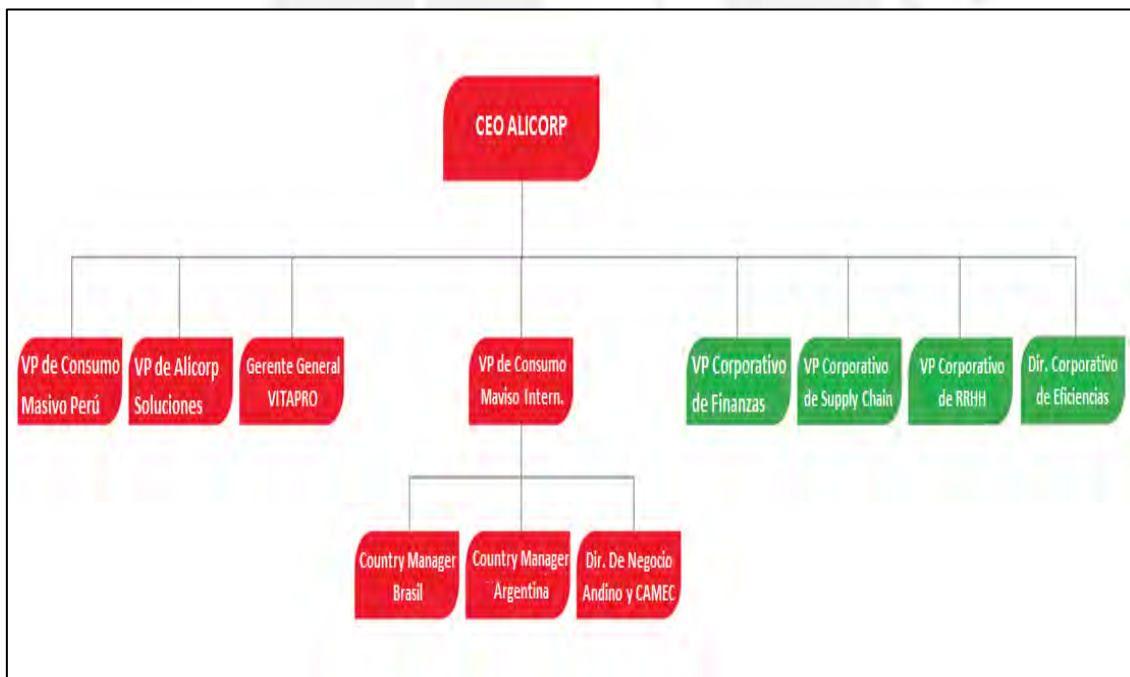 CEO ALICORP
VP de Consumo
Masivo Perú
VP de Alicorp
Soluciones
Gerente General
VITAPRO
VP de Consumo
Maviso Intern.
VP Corporativo
de Finanzas
VP Corporativo
de Supply Chain
VP Corporativo
de RRHH
Dir. Corporativo
de Eficiencias
Country Manager
Brasil
Country Manager
Argentina
Dir. De Negocio
Andino y CAMEC